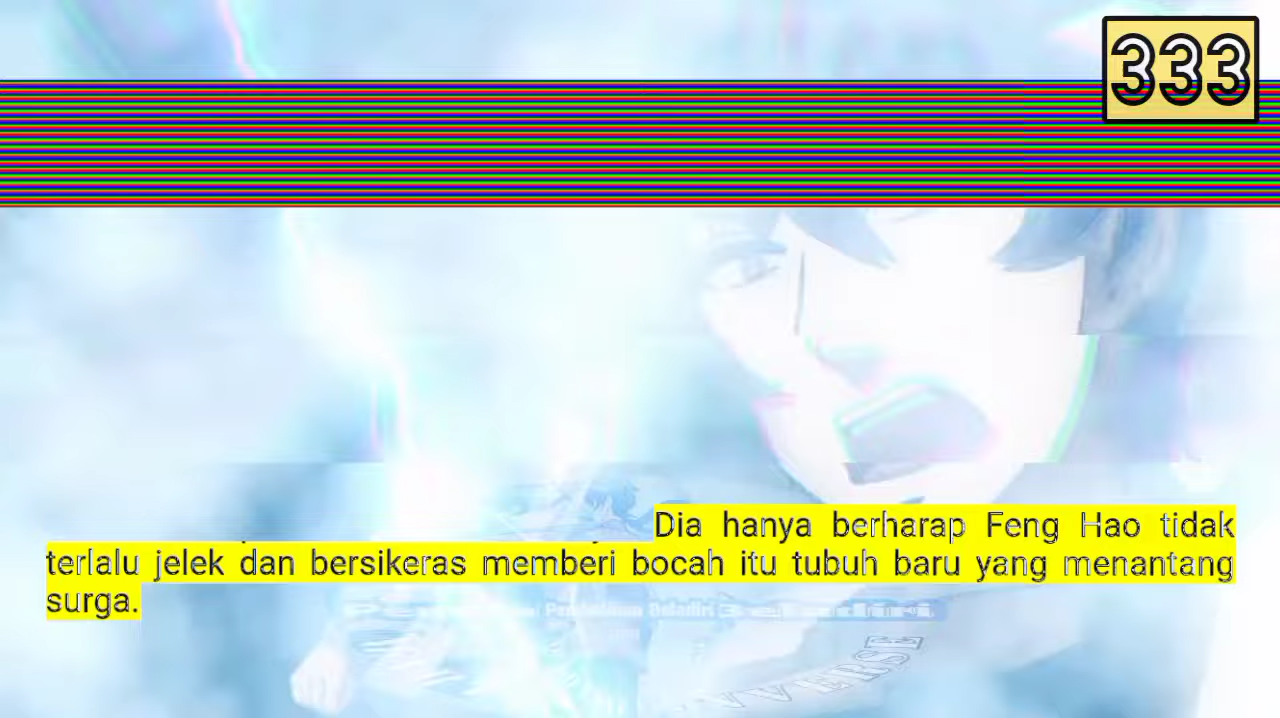 333
Dia hanya berharap Feng Hao tidak
terlalu jelek dan bersikeras memberi bocah itu tubuh baru yang menantang
surga.
VVERSE